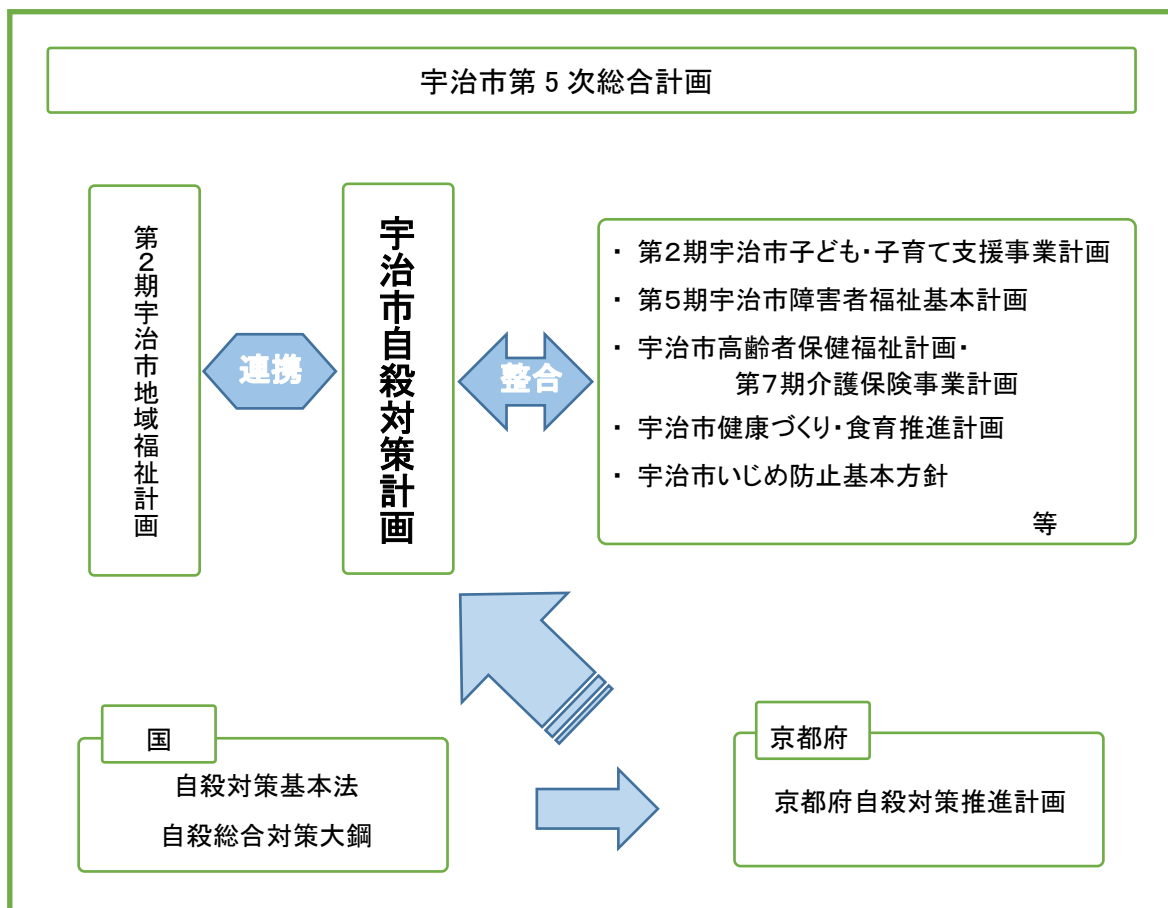 宇治市第５次総合計画
第２期宇治市地域福祉計画
連携
宇治市自殺対策計画
整合
・ 第２期宇治市子ども・子育て支援事業計画
・ 第５期宇治市障害者福祉基本計画
・ 宇治市高齢者保健福祉計画・
第７期介護保険事業計画
・ 宇治市健康づくり・食育推進計画
・ 宇治市いじめ防止基本方針
等
国
自殺対策基本法
自殺総合対策大鋼
京都府
京都府自殺対策推進計画